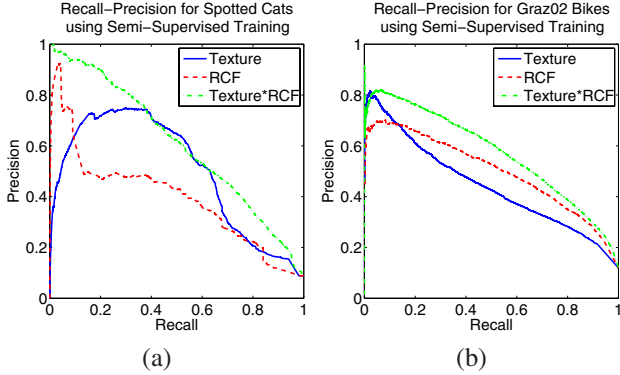 Recall−Precision for Spotted Cats
using Semi−Supervised Training
1
0.8
0.6
0.4
0.2
0
Precision
Texture
RCF
Texture*RCF
0 0.2 0.4 0.6 0.8 1
Recall
(a)
Recall−Precision for Graz02 Bikes
using Semi−Supervised Training
1
0.8
0.6
0.4
0.2
0
Precision
Texture
RCF
Texture*RCF
0 0.2 0.4 0.6 0.8 1
Recall
(b)